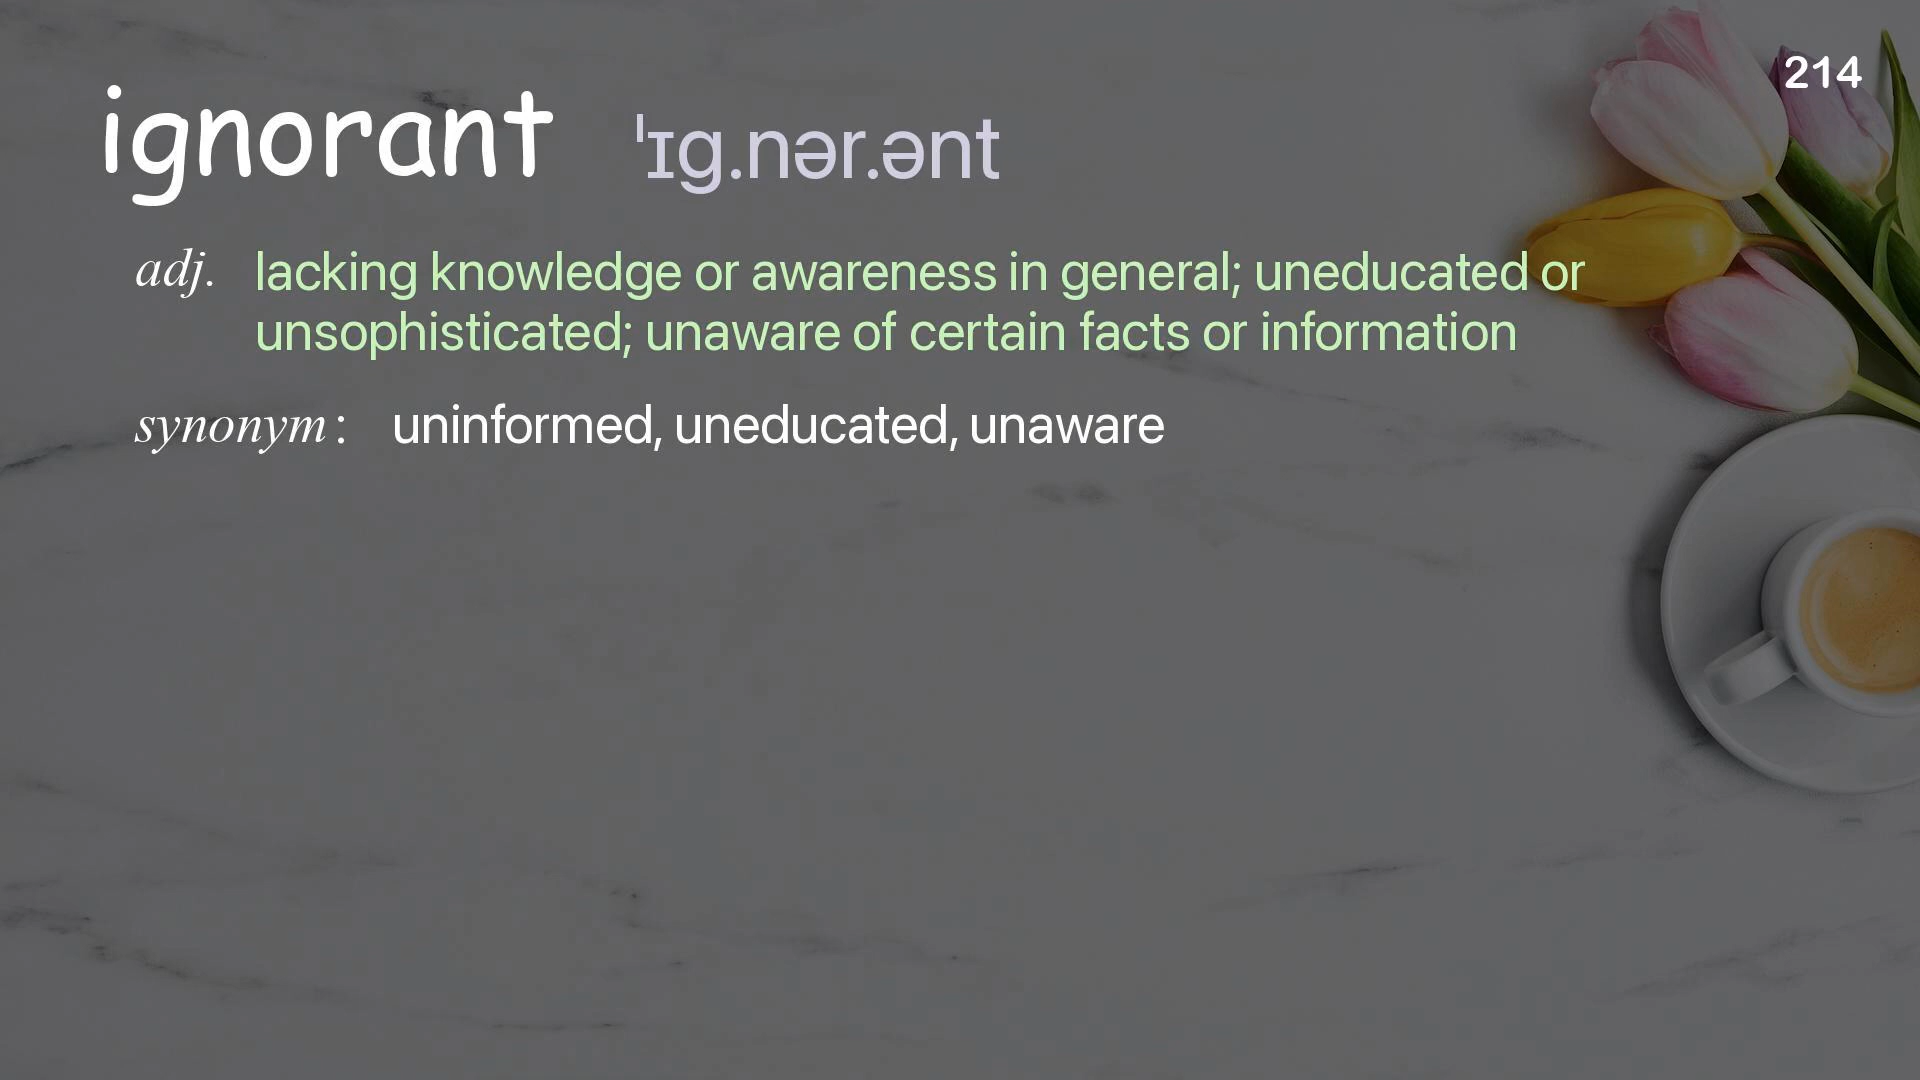 214
ignorant ˈɪg.nər.ənt
adj. lacking knowledge or awareness in general; uneducated or
unsophisticated; unaware of certain facts or information
synonym : uninformed, uneducated, unaware